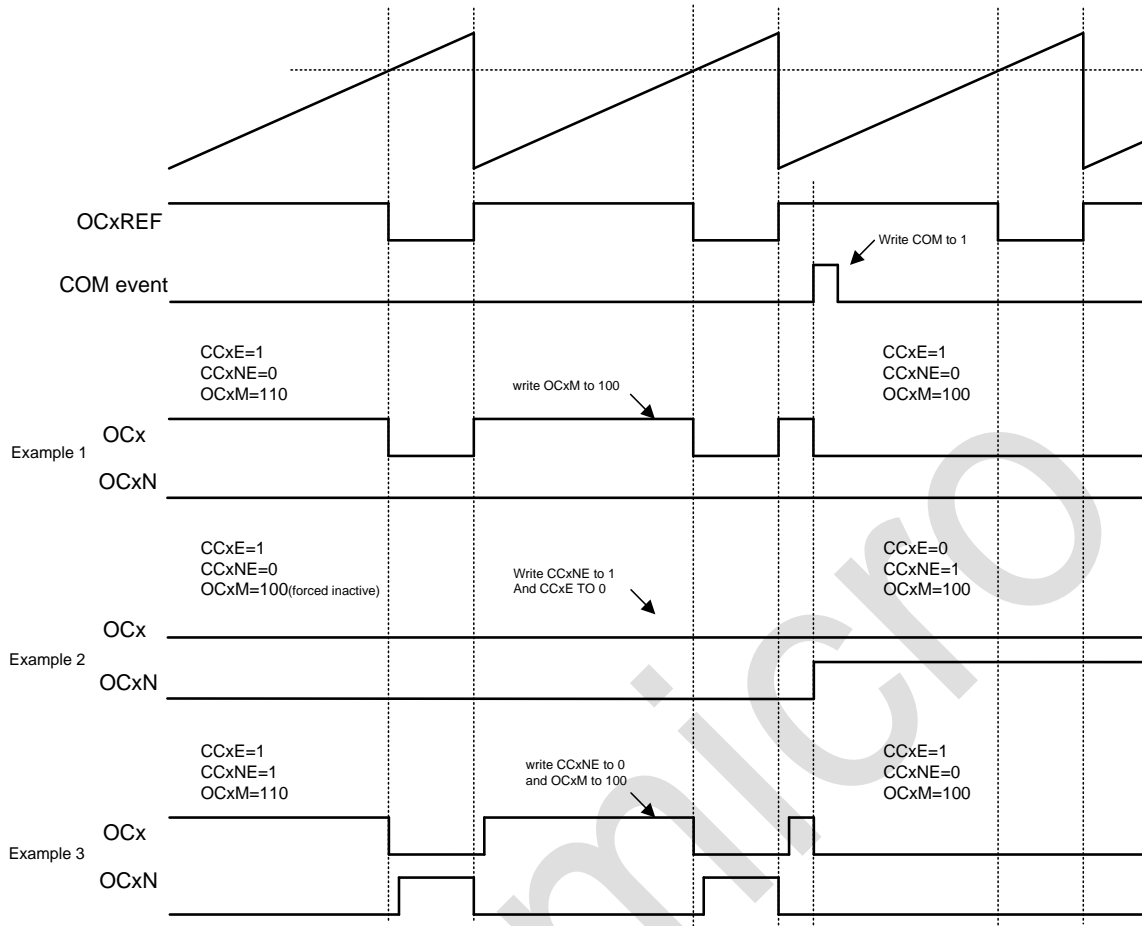 OCxREF
Write COM to 1
COM event
CCxE=1
CCxNE=0
OCxM=110
write OCxM to 100
CCxE=1
CCxNE=0
OCxM=100
OCx
Example 1
OCxN
CCxE=1
CCxNE=0
OCxM=100(forced inactive)
Write CCxNE to 1
And CCxE TO 0
CCxE=0
CCxNE=1
OCxM=100
OCx
Example 2
OCxN
CCxE=1
CCxNE=1
OCxM=110
write CCxNE to 0
and OCxM to 100
CCxE=1
CCxNE=0
OCxM=100
OCx
Example 3
OCxN
micro